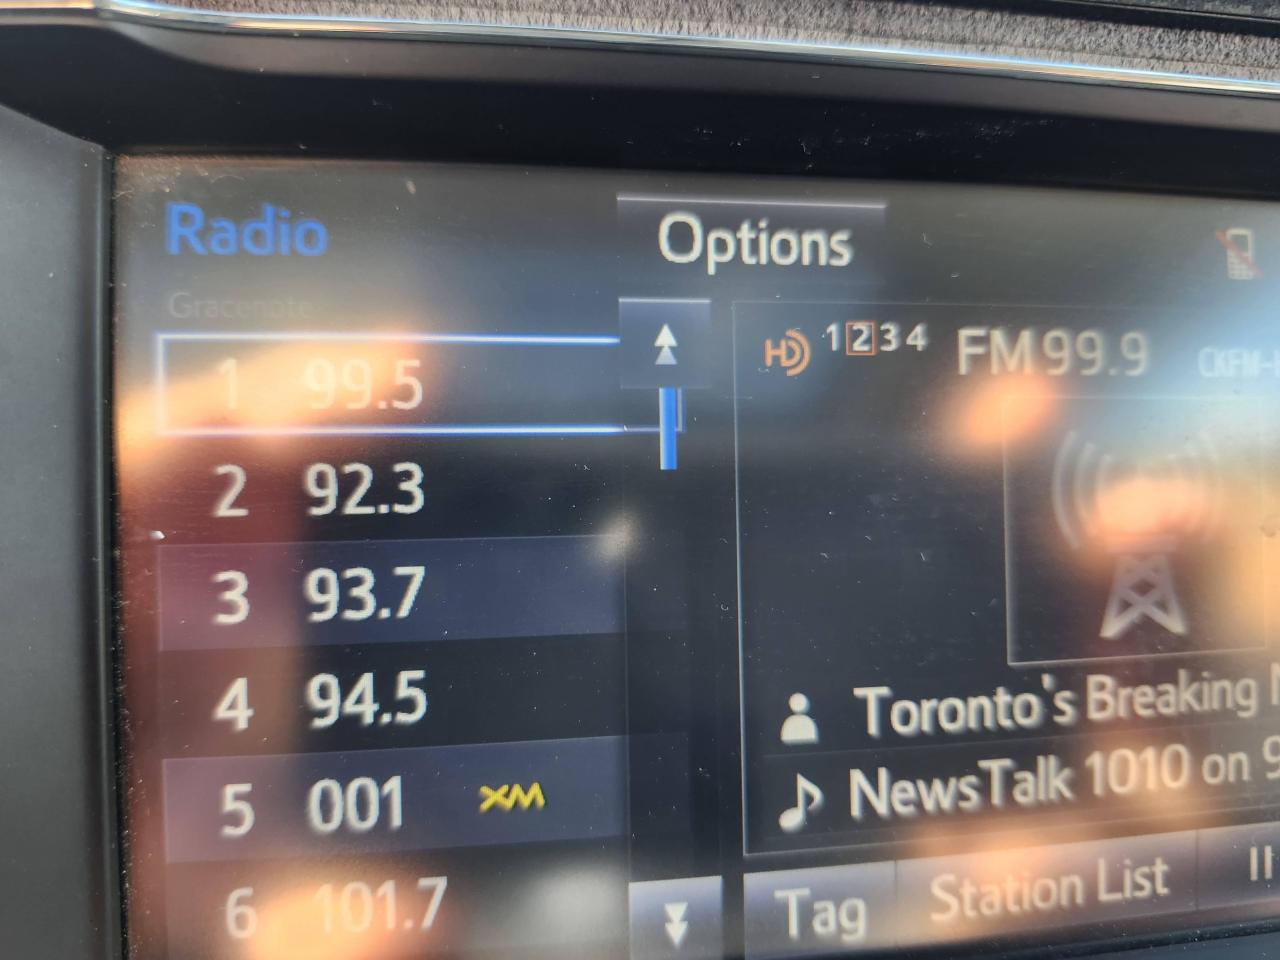 Radio
Options
Gracenote
1 99.5
2 92.3
3 93.7
4 94.5
5 001 XM
6 101.7
HD 1 2 3 4 FM 99.9
Toronto's Breaking
NewsTalk 1010 on
Tag
Station List